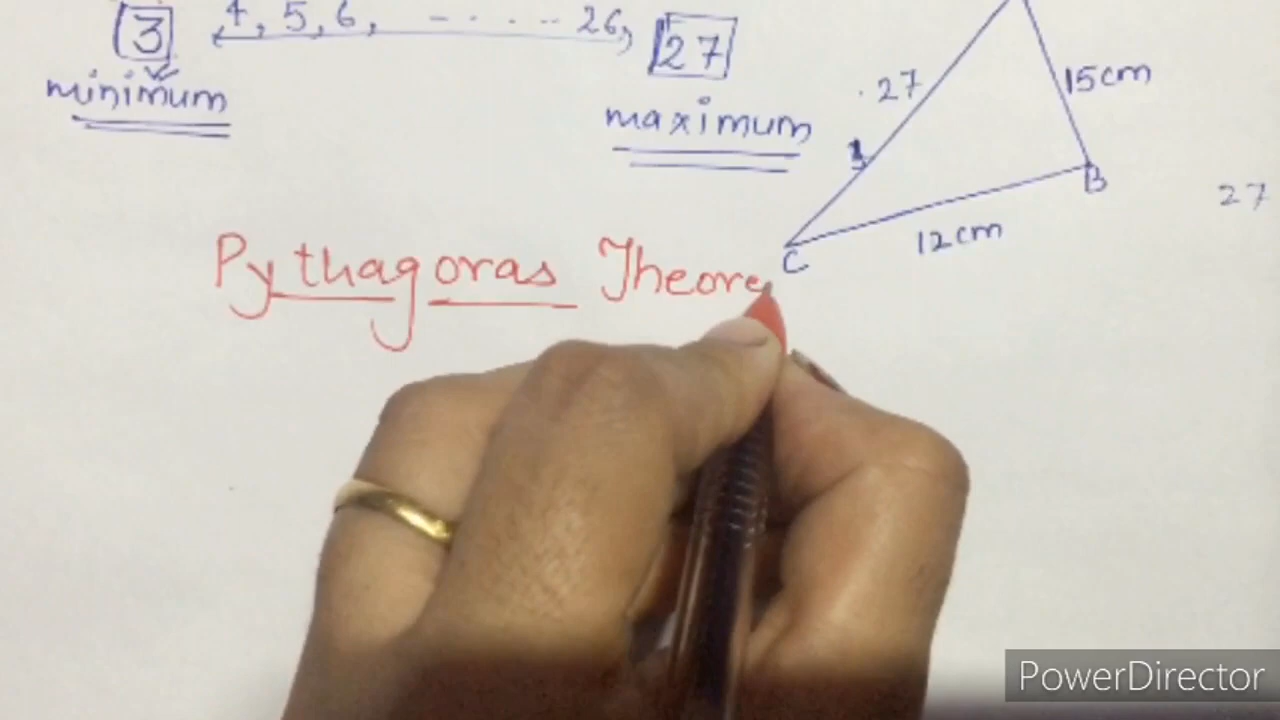 3 , 4, 5, 6, - - - - - 26, 27
minimum
maximum
27
15cm
B
27
12cm
C
Pythagoras Theore
PowerDirector